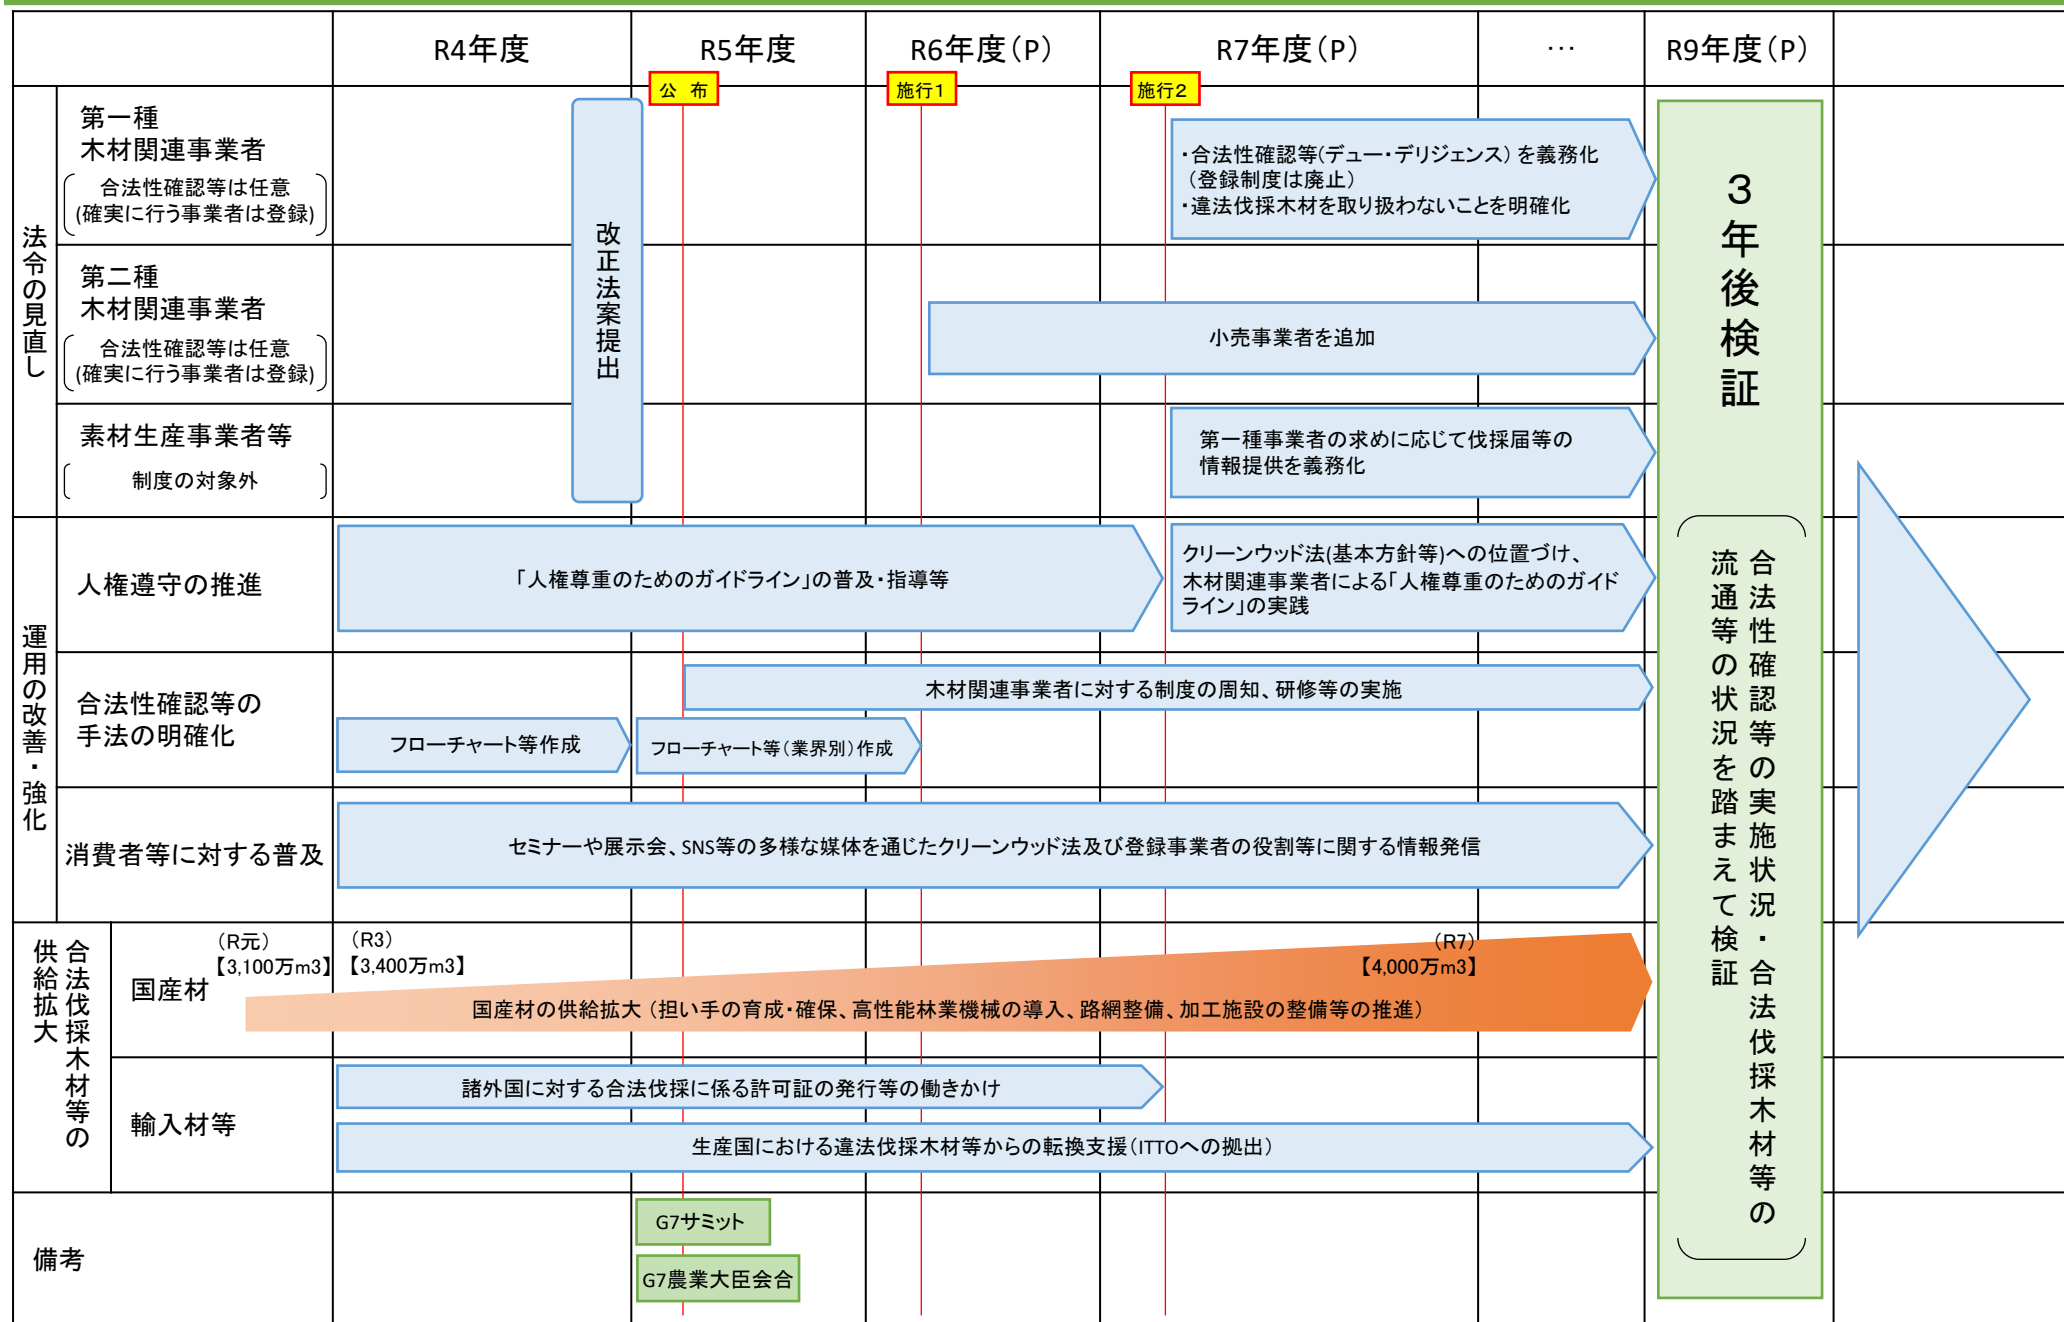 R4年度
R5年度
R6年度(P)
R7年度(P)
…
R9年度(P)
公 布
施行1
施行2
法令の見直し
第一種
木材関連事業者
合法性確認等は任意
(確実に行う事業者は登録)
改正法案提出
・合法性確認等(デュー・デリジェンス) を義務化
(登録制度は廃止)
・違法伐採木材を取り扱わないことを明確化
第二種
木材関連事業者
合法性確認等は任意
(確実に行う事業者は登録)
小売事業者を追加
素材生産事業者等
制度の対象外
第一種事業者の求めに応じて伐採届等の
情報提供を義務化
3年後検証
合法性確認等の実施状況・合法伐採木材等の
流通等の状況を踏まえて検証
運用の改善・強化
人権遵守の推進
「人権尊重のためのガイドライン」の普及・指導等
クリーンウッド法(基本方針等)への位置づけ、
木材関連事業者による「人権尊重のためのガイド
ライン」の実践
合法性確認等の
手法の明確化
木材関連事業者に対する制度の周知、研修等の実施
フローチャート等作成
フローチャート等(業界別)作成
消費者等に対する普及
セミナーや展示会、SNS等の多様な媒体を通じたクリーンウッド法及び登録事業者の役割等に関する情報発信
合法伐採木材等の
供給拡大
国産材
(R元)
【3,100万m3】
(R3)
【3,400万m3】
(R7)
【4,000万m3】
国産材の供給拡大(担い手の育成・確保、高性能林業機械の導入、路網整備、加工施設の整備等の推進)
輸入材等
諸外国に対する合法伐採に係る許可証の発行等の働きかけ
生産国における違法伐採木材等からの転換支援(ITTOへの拠出)
備考
G7サミット
G7農業大臣会合